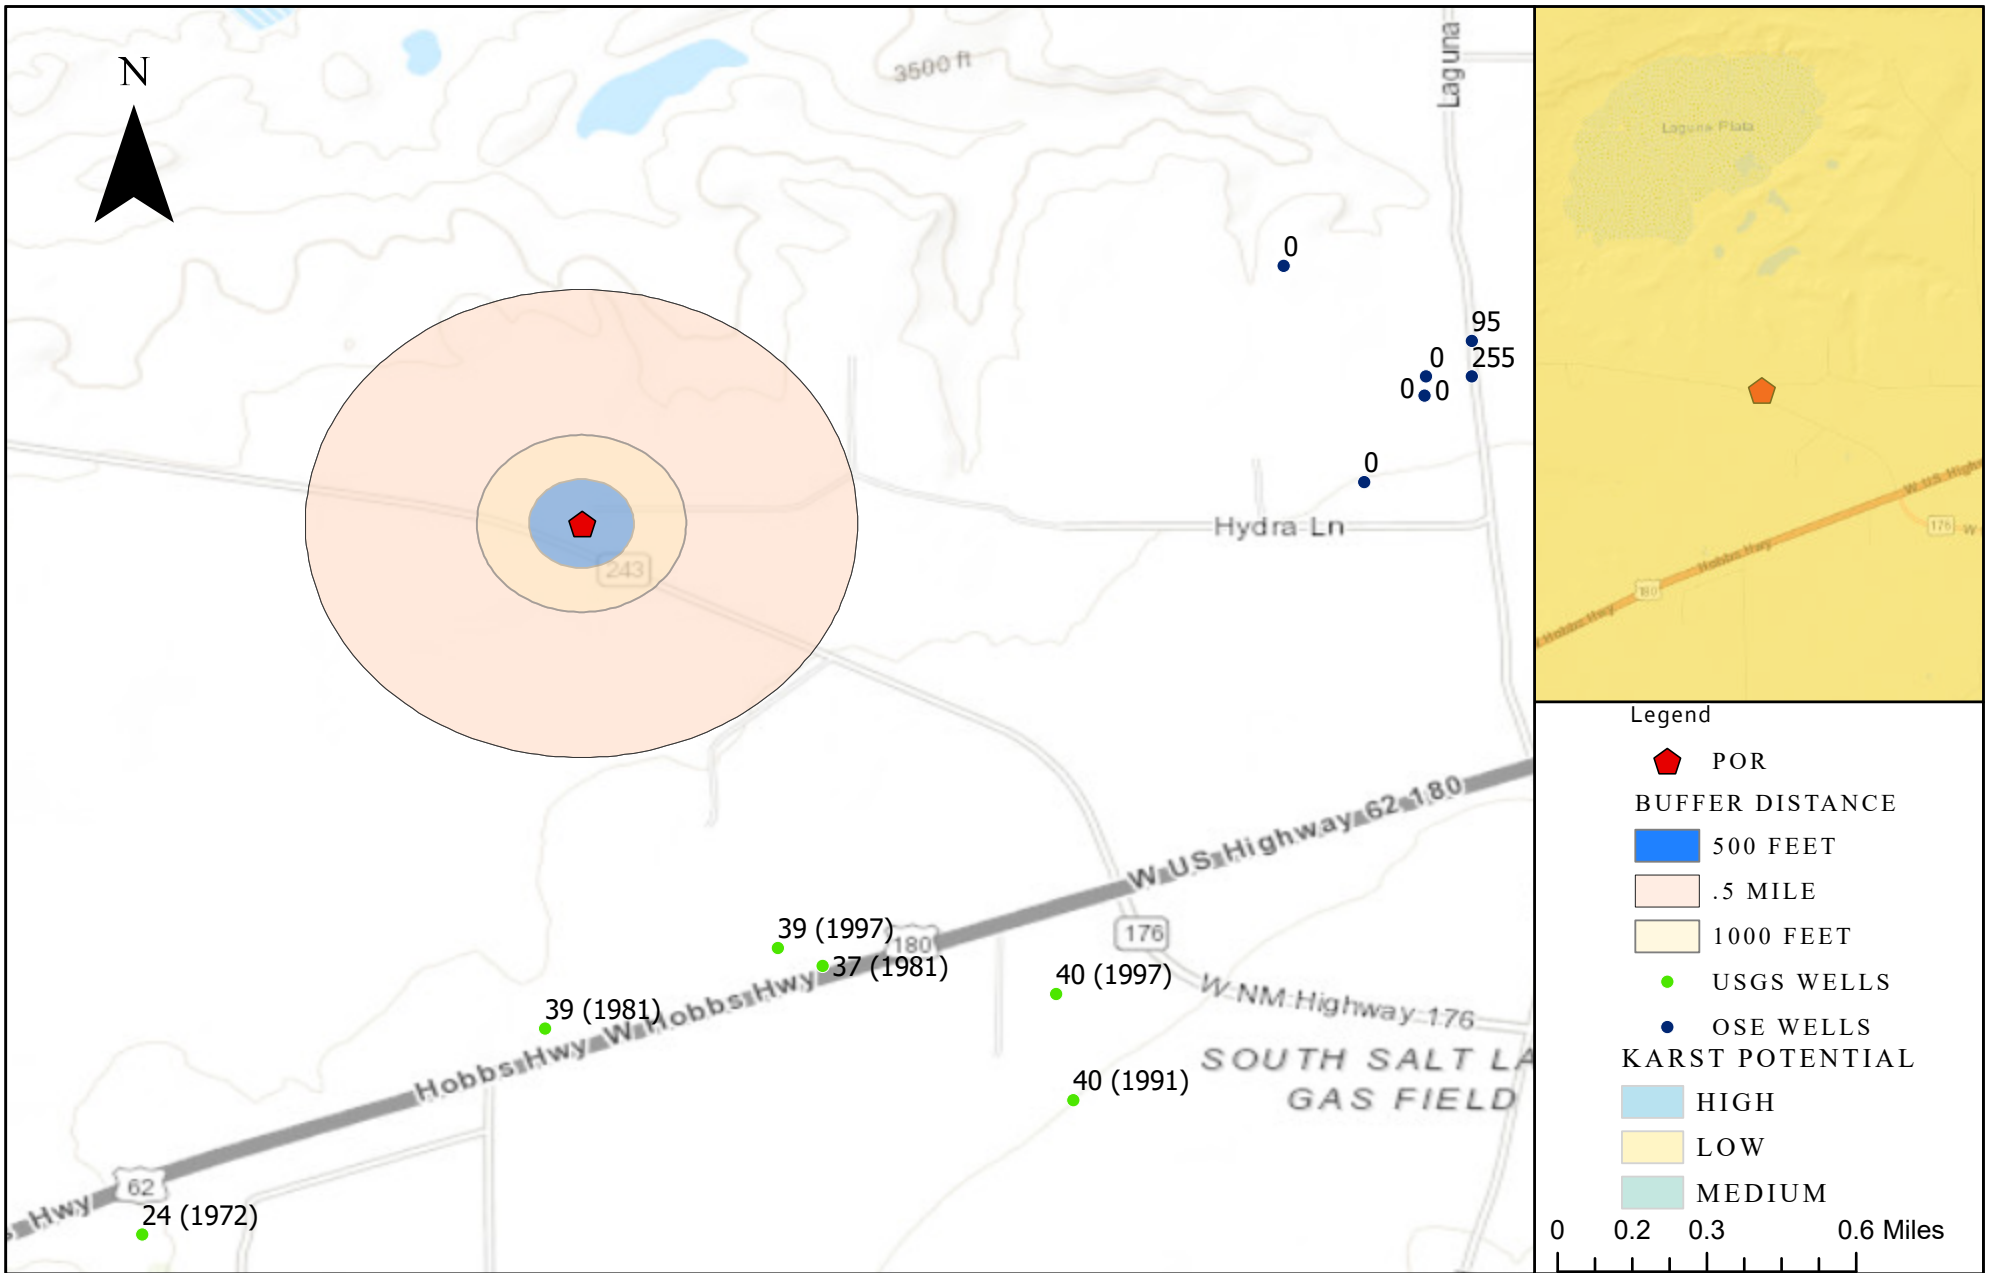 N
3500 ft
Laguna
0
95
0
255
0
0
0
Hydra Ln
243
W US Highway 62-180
39 (1997)
180
37 (1981)
176
40 (1997)
39 (1981)
Hobbs Hwy
W Hobbs Hwy
W NM Highway 176
SOUTH SALT LA
GAS FIELD
40 (1991)
62
Hwy
24 (1972)
Laguna Plata
W US High
176
W
Hobbs Hwy
180
Hobbs Hwy
Legend
POR
BUFFER DISTANCE
500 FEET
.5 MILE
1000 FEET
USGS WELLS
OSE WELLS
KARST POTENTIAL
HIGH
LOW
MEDIUM
0 0.2 0.3 0.6 Miles